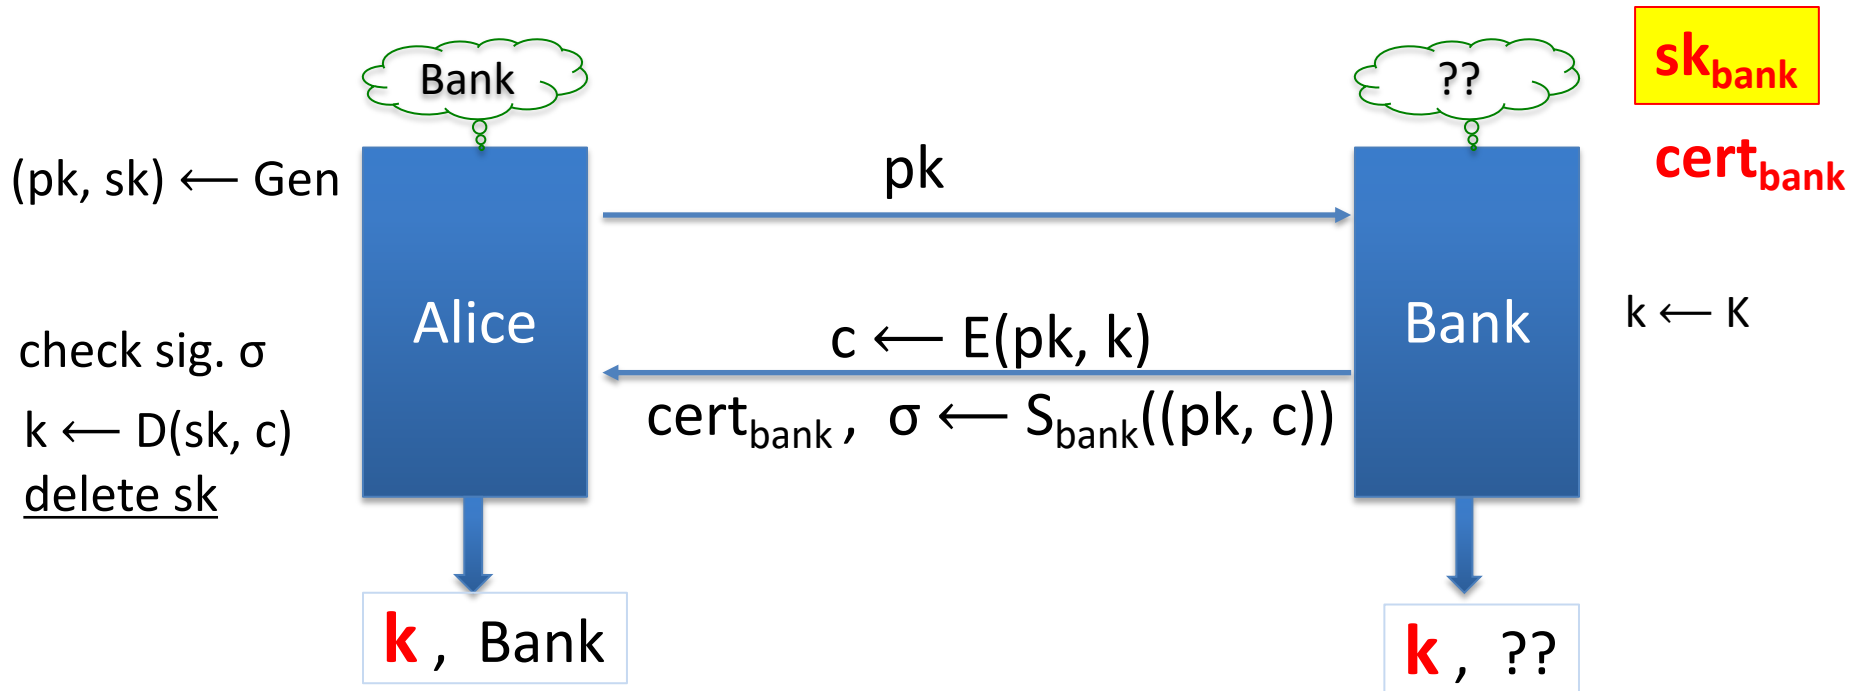 Bank
??
sk_bank
cert_bank
(pk, sk) ⟵ Gen
pk
Alice
Bank
k ⟵ K
check sig. σ
c ⟵ E(pk, k)
k ⟵ D(sk, c)
cert_bank , σ ⟵ S_bank((pk, c))
delete sk
k , Bank
k , ??